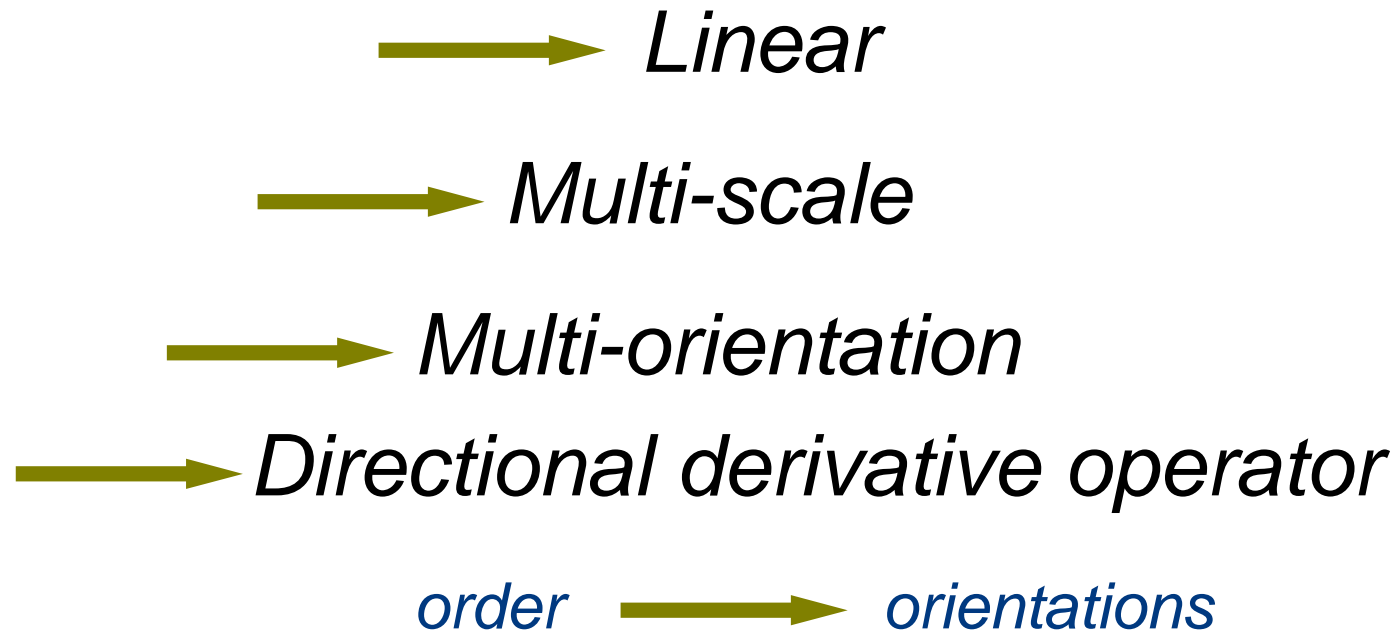 Linear
Multi-scale
Multi-orientation
Directional derivative operator
order orientations